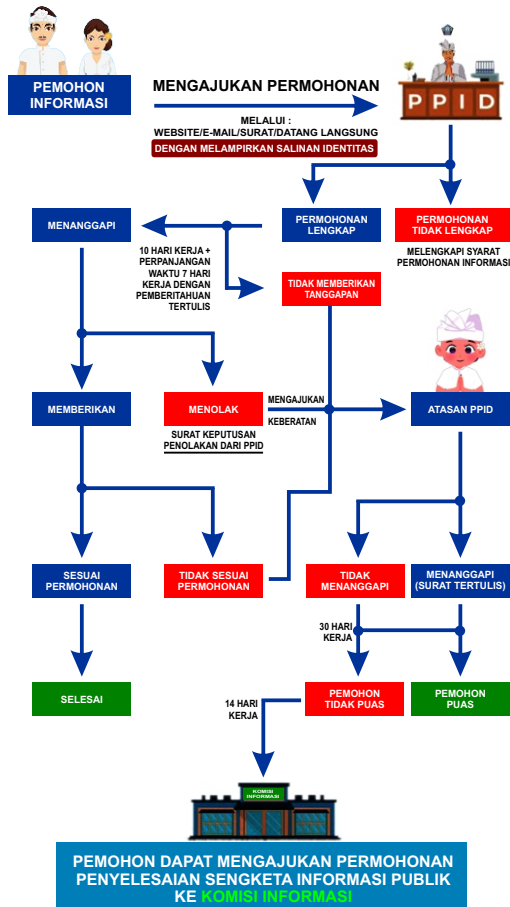 PEMOHON
INFORMASI
MENGAJUKAN PERMOHONAN
MELALUI :
WEBSITE/E-MAIL/SURAT/DATANG LANGSUNG
DENGAN MELAMPIRKAN SALINAN IDENTITAS
PPID
MENANGGAPI
PERMOHONAN
LENGKAP
PERMOHONAN
TIDAK LENGKAP
MELENGKAPI SYARAT
PERMOHONAN INFORMASI
10 HARI KERJA +
PERPANJANGAN
WAKTU 7 HARI
KERJA DENGAN
PEMBERITAHUAN
TERTULIS
TIDAK MEMBERIKAN
TANGGAPAN
MEMBERIKAN
MENOLAK
SURAT KEPUTUSAN
PENOLAKAN DARI PPID
MENGAJUKAN
KEBERATAN
ATASAN PPID
SESUAI
PERMOHONAN
TIDAK SESUAI
PERMOHONAN
TIDAK
MENANGGAPI
MENANGGAPI
(SURAT TERTULIS)
30 HARI
KERJA
SELESAI
14 HARI
KERJA
PEMOHON
TIDAK PUAS
PEMOHON
PUAS
KOMISI
INFORMASI
PEMOHON DAPAT MENGAJUKAN PERMOHONAN
PENYELESAIAN SENGKETA INFORMASI PUBLIK
KE KOMISI INFORMASI